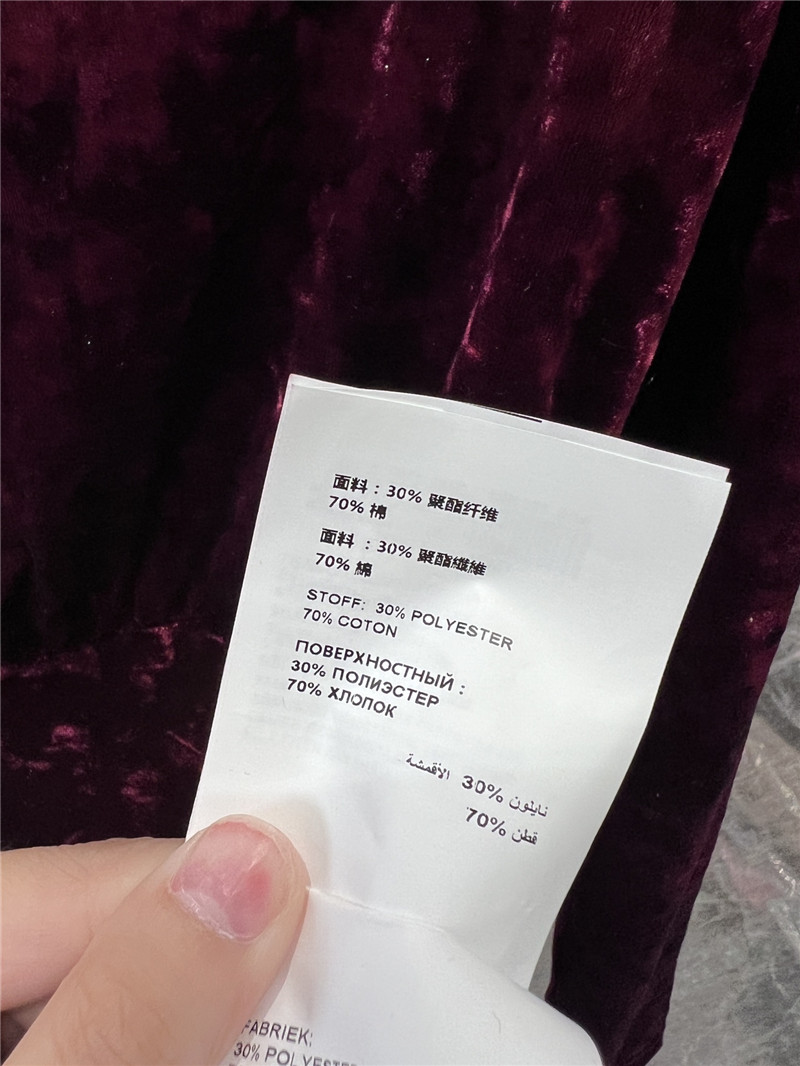 面料：30% 聚酯纤维
70% 棉
面料 ：30% 聚酯纖維
70% 綿
STOFF: 30% POLYESTER
70% COTON
ПОВЕРХНОСТНЫЙ :
30% ПОЛИЭСТЕР
70% ХЛОПОК
الأقمشة 30% نايلون
70% قطن
FABRIEK:
30% POLYESTE